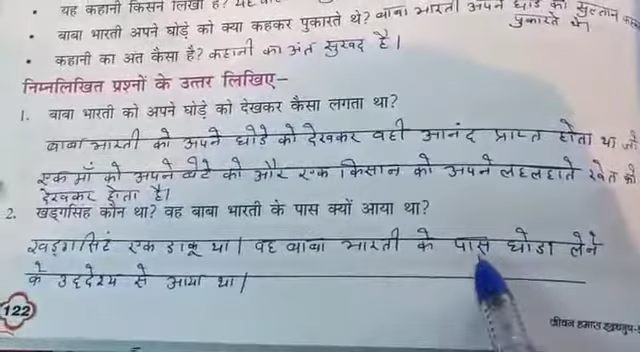 यह कहानी किसने लिखी है?
बाबा भारती अपने घोड़े को क्या कहकर पुकारते थे? बाबा भारती अपने घोड़े को सुल्तान कहकर
पुकारते थे।
कहानी का अंत कैसा है? कहानी का अंत सुखद है।
निम्नलिखित प्रश्नों के उत्तर लिखिए–
1. बाबा भारती को अपने घोड़े को देखकर कैसा लगता था?
बाबा भारती को अपने घोडे को देखकर वही आनंद प्राप्त होता था जो
एक माँ को अपने बेटे को और एक किसान को अपने लहलहाते खेत को
देखकर होता है।
2. खड्गसिंह कौन था? वह बाबा भारती के पास क्यों आया था?
खड्गसिंह एक डाकू था। वह बाबा भारती के पास घोडा लेने
के उद्देश्य से आया था।
122